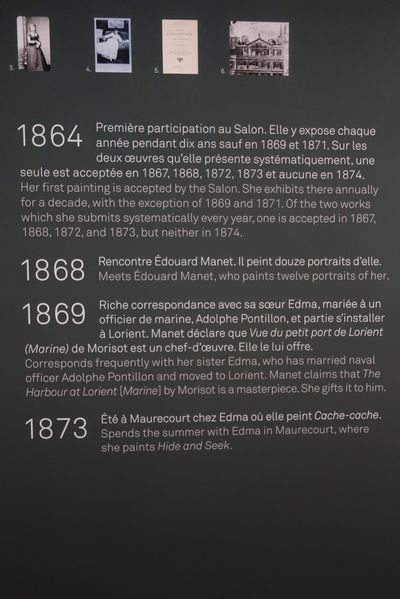 3.
4.
5.
6.
1864
Première participation au Salon. Elle y expose chaque
année pendant dix ans sauf en 1869 et 1871. Sur les
deux œuvres qu'elle présente systématiquement, une
seule est acceptée en 1867, 1868, 1872, 1873 et aucune en 1874.
Her first painting is accepted by the Salon. She exhibits there annually
for a decade, with the exception of 1869 and 1871. Of the two works
which she submits systematically every year, one is accepted in 1867,
1868, 1872, and 1873, but neither in 1874.
1868
Rencontre Édouard Manet. Il peint douze portraits d'elle.
Meets Édouard Manet, who paints twelve portraits of her.
1869
Riche correspondance avec sa sœur Edma, mariée à un
officier de marine, Adolphe Pontillon, et partie s'installer
à Lorient. Manet déclare que Vue du petit port de Lorient
(Marine) de Morisot est un chef-d'œuvre. Elle le lui offre.
Corresponds frequently with her sister Edma, who has married naval
officer Adolphe Pontillon and moved to Lorient. Manet claims that The
Harbour at Lorient [Marine] by Morisot is a masterpiece. She gifts it to him.
1873
Été à Maurecourt chez Edma où elle peint Cache-cache.
Spends the summer with Edma in Maurecourt, where
she paints Hide and Seek.